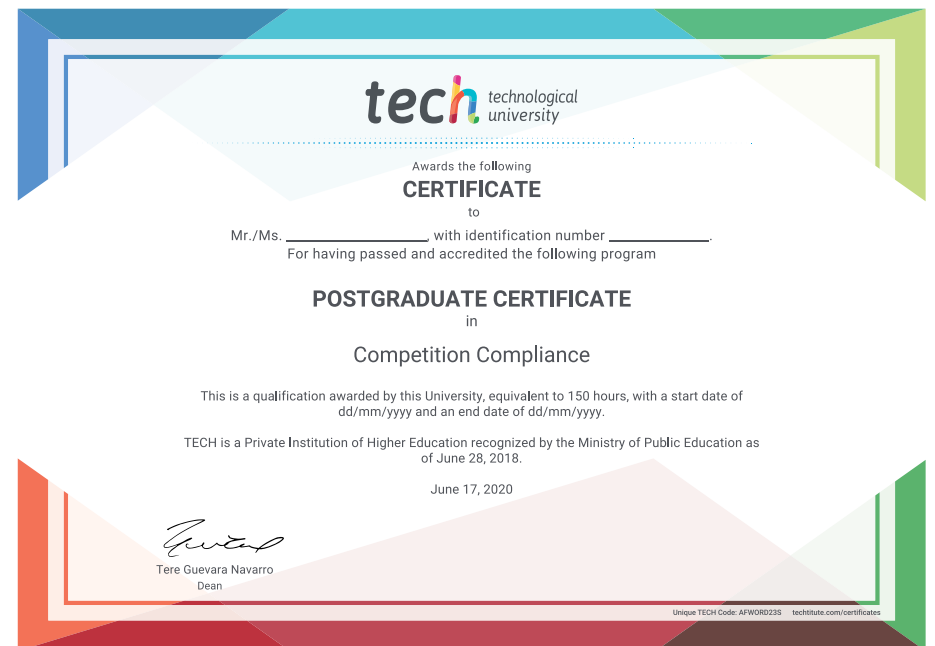 tech technological
university
Awards the following
CERTIFICATE
to
Mr./Ms. ____________________, with identification number ______________.
For having passed and accredited the following program
POSTGRADUATE CERTIFICATE
in
Competition Compliance
This is a qualification awarded by this University, equivalent to 150 hours, with a start date of
dd/mm/yyyy and an end date of dd/mm/yyyy.
TECH is a Private Institution of Higher Education recognized by the Ministry of Public Education as
of June 28, 2018.
June 17, 2020
Tere Guevara Navarro
Dean
Unique TECH Code: AFWORD23S techtitute.com/certificates